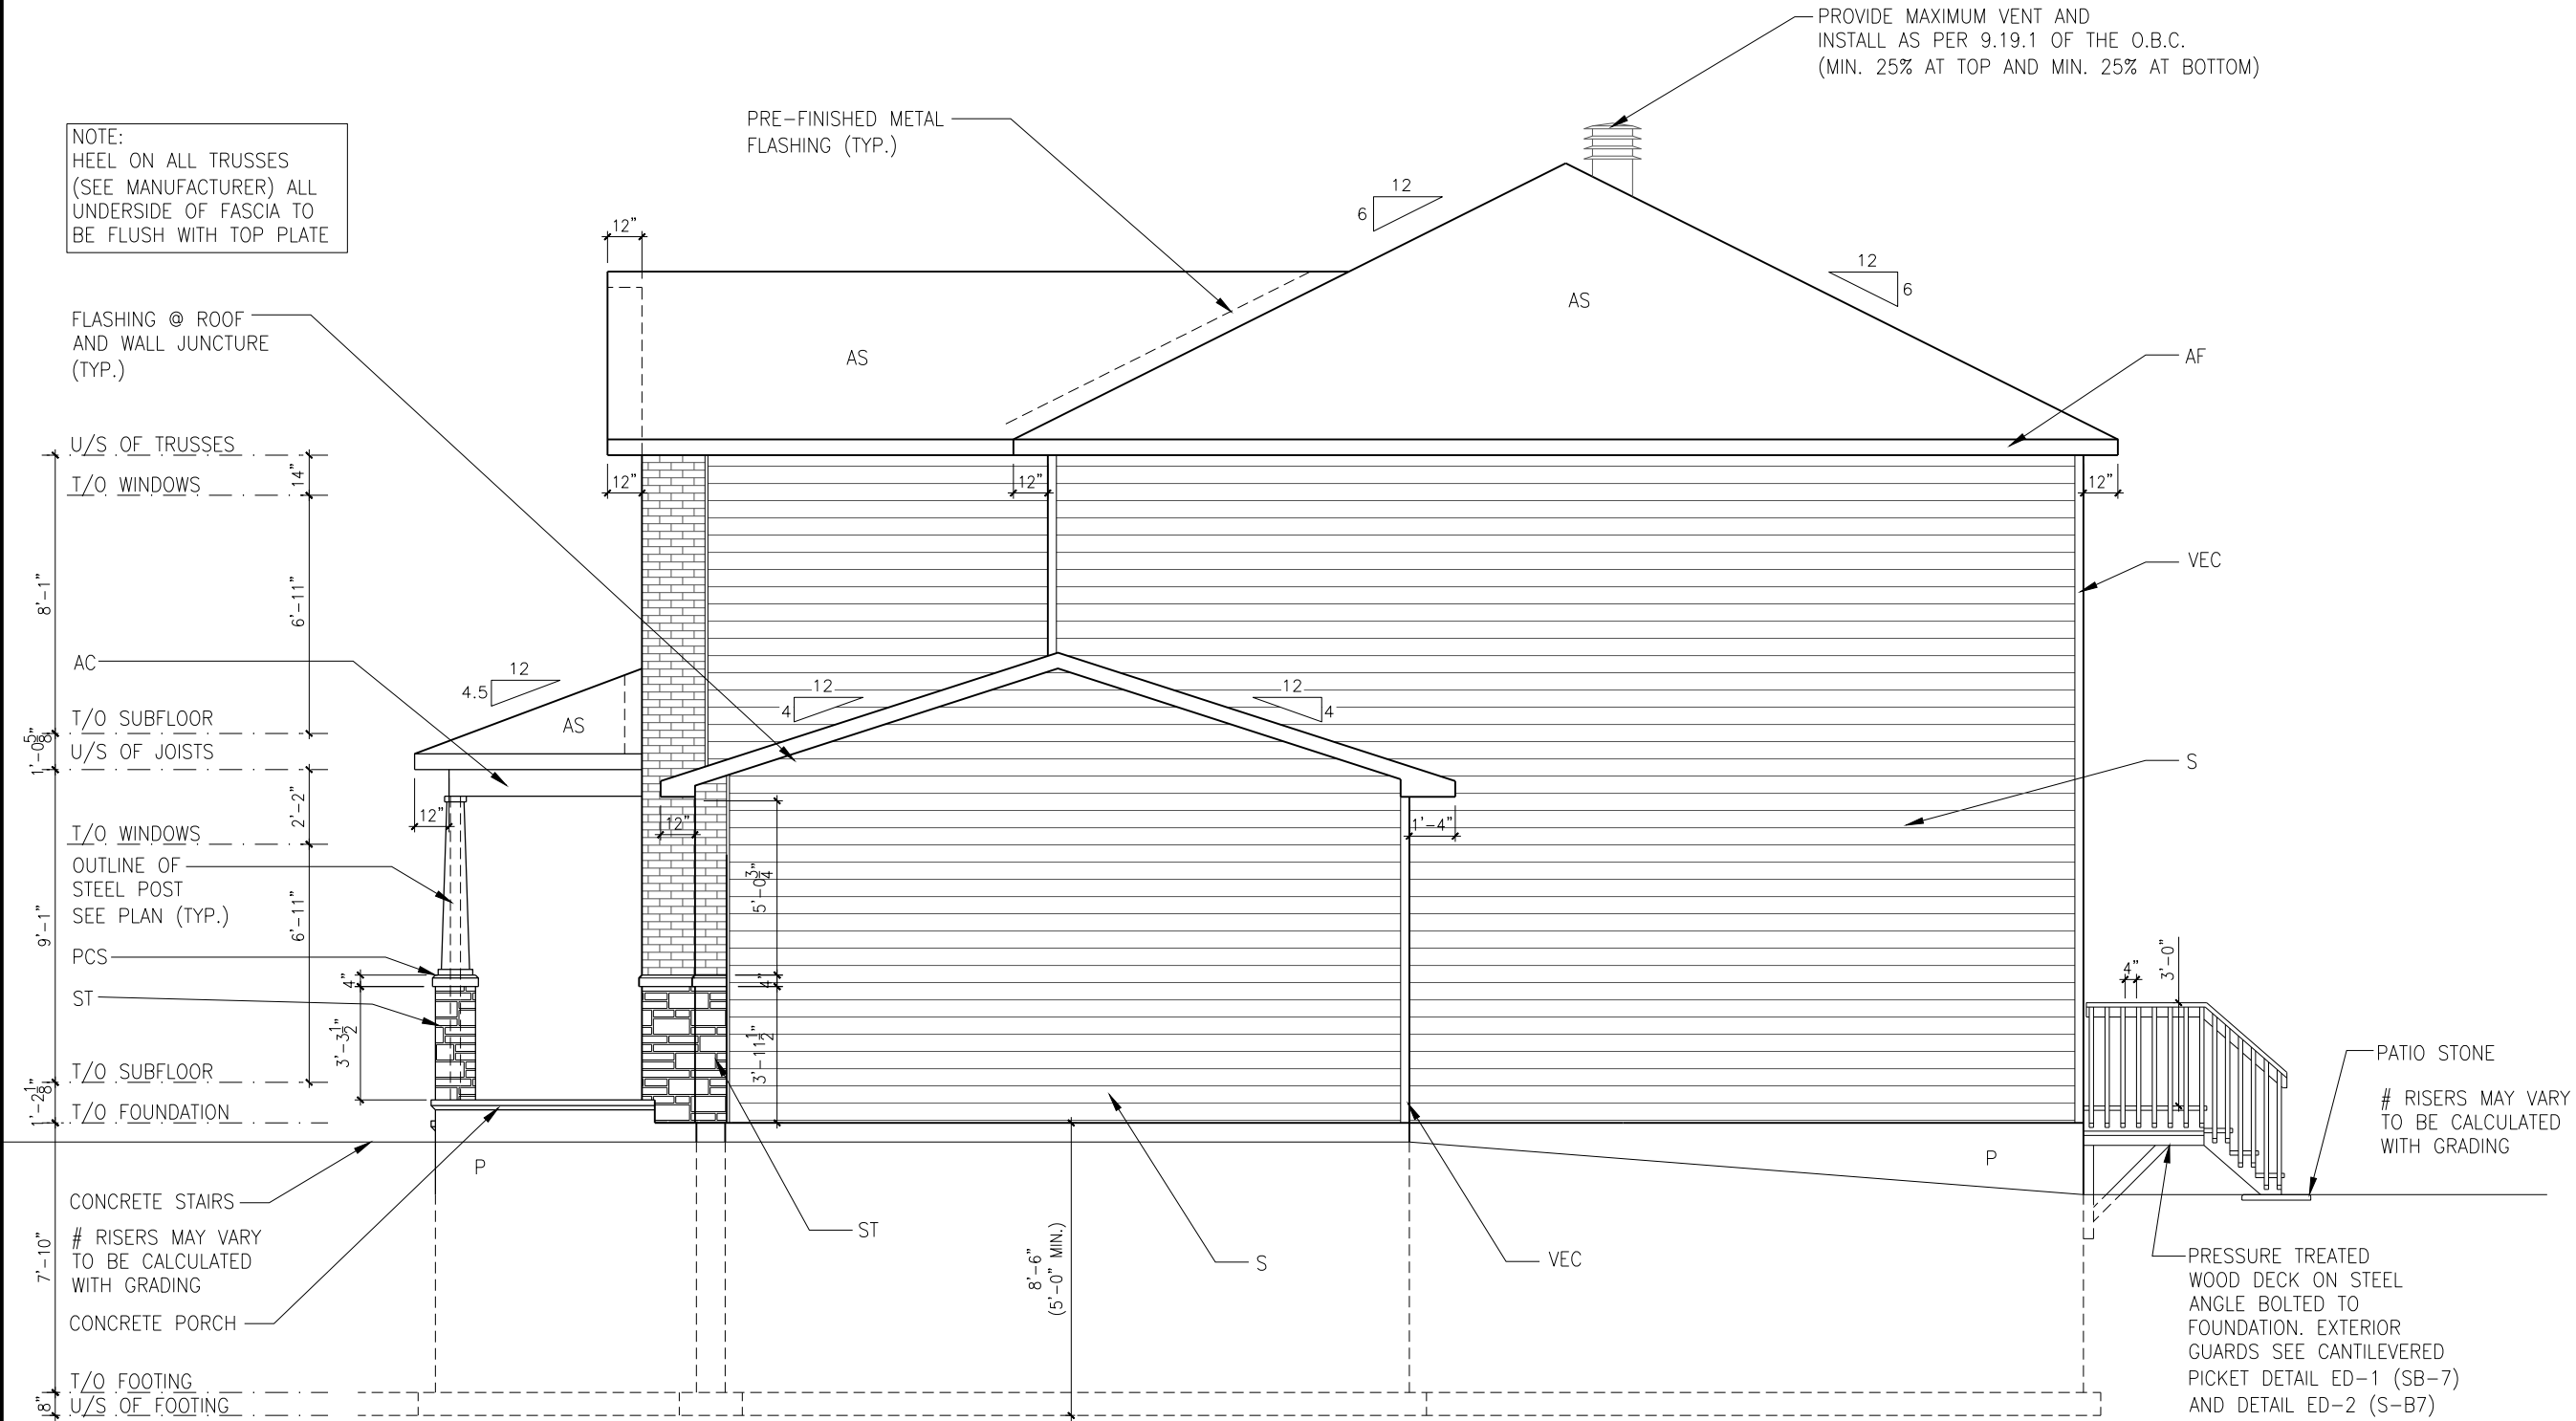 PROVIDE MAXIMUM VENT AND
INSTALL AS PER 9.19.1 OF THE O.B.C.
(MIN. 25% AT TOP AND MIN. 25% AT BOTTOM)
PRE-FINISHED METAL
FLASHING (TYP.)
NOTE:
HEEL ON ALL TRUSSES
(SEE MANUFACTURER) ALL
UNDERSIDE OF FASCIA TO
BE FLUSH WITH TOP PLATE
12
6
12
6
12"
AS
AS
AF
FLASHING @ ROOF
AND WALL JUNCTURE
(TYP.)
U/S OF TRUSSES
T/O WINDOWS
14"
12"
12"
12"
8'-1"
6'-11"
VEC
AC
12
4.5
AS
12
4
12
4
T/O SUBFLOOR
1'-0 5/8"
U/S OF JOISTS
S
2'-2"
12"
12"
1'-4"
T/O WINDOWS
OUTLINE OF
STEEL POST
SEE PLAN (TYP.)
9'-1"
6'-11"
5'-0 3/4"
PCS
4"
4"
ST
3'-3 1/2"
3'-11 1/2"
4"
3'-0"
PATIO STONE
# RISERS MAY VARY
TO BE CALCULATED
WITH GRADING
T/O SUBFLOOR
1'-2 1/8"
T/O FOUNDATION
P
P
CONCRETE STAIRS
# RISERS MAY VARY
TO BE CALCULATED
WITH GRADING
CONCRETE PORCH
7'-10"
ST
8'-6"
(5'-0" MIN.)
S
VEC
PRESSURE TREATED
WOOD DECK ON STEEL
ANGLE BOLTED TO
FOUNDATION. EXTERIOR
GUARDS SEE CANTILEVERED
PICKET DETAIL ED-1 (SB-7)
AND DETAIL ED-2 (S-B7)
T/O FOOTING
8"
U/S OF FOOTING